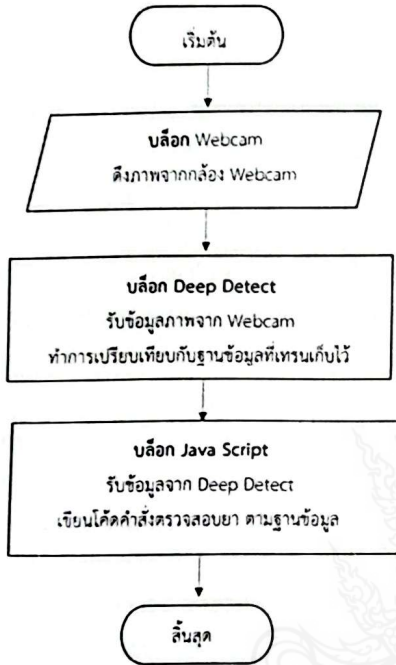 เริ่มต้น
บล็อก Webcam
ดึงภาพจากกล้อง Webcam
บล็อก Deep Detect
รับข้อมูลภาพจาก Webcam
ทำการเปรียบเทียบกับฐานข้อมูลที่เทรนเก็บไว้
บล็อก Java Script
รับข้อมูลจาก Deep Detect
เขียนโค้ดคำสั่งตรวจสอบยา ตามฐานข้อมูล
สิ้นสุด